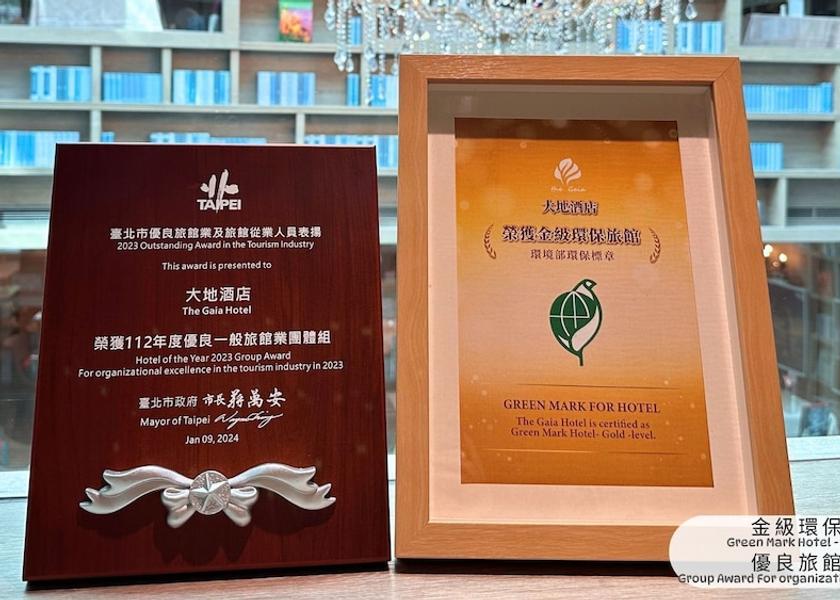 TAIPEI
臺北市優良旅館業及旅館從業人員表揚
2023 Outstanding Award in the Tourism Industry
This award is presented to
大地酒店
The Gaia Hotel
榮獲112年度優良一般旅館業團體組
Hotel of the Year 2023 Group Award
For organizational excellence in the tourism industry in 2023
臺北市政府 市長 蔣萬安
Mayor of Taipei
Jan 09, 2024
the Gaia
大地酒店
榮獲金級環保旅館
環境部環保標章
GREEN MARK FOR HOTEL
The Gaia Hotel is certified as
Green Mark Hotel- Gold -level.
金級環保
Green Mark Hotel -
優良旅館
Group Award For organizat